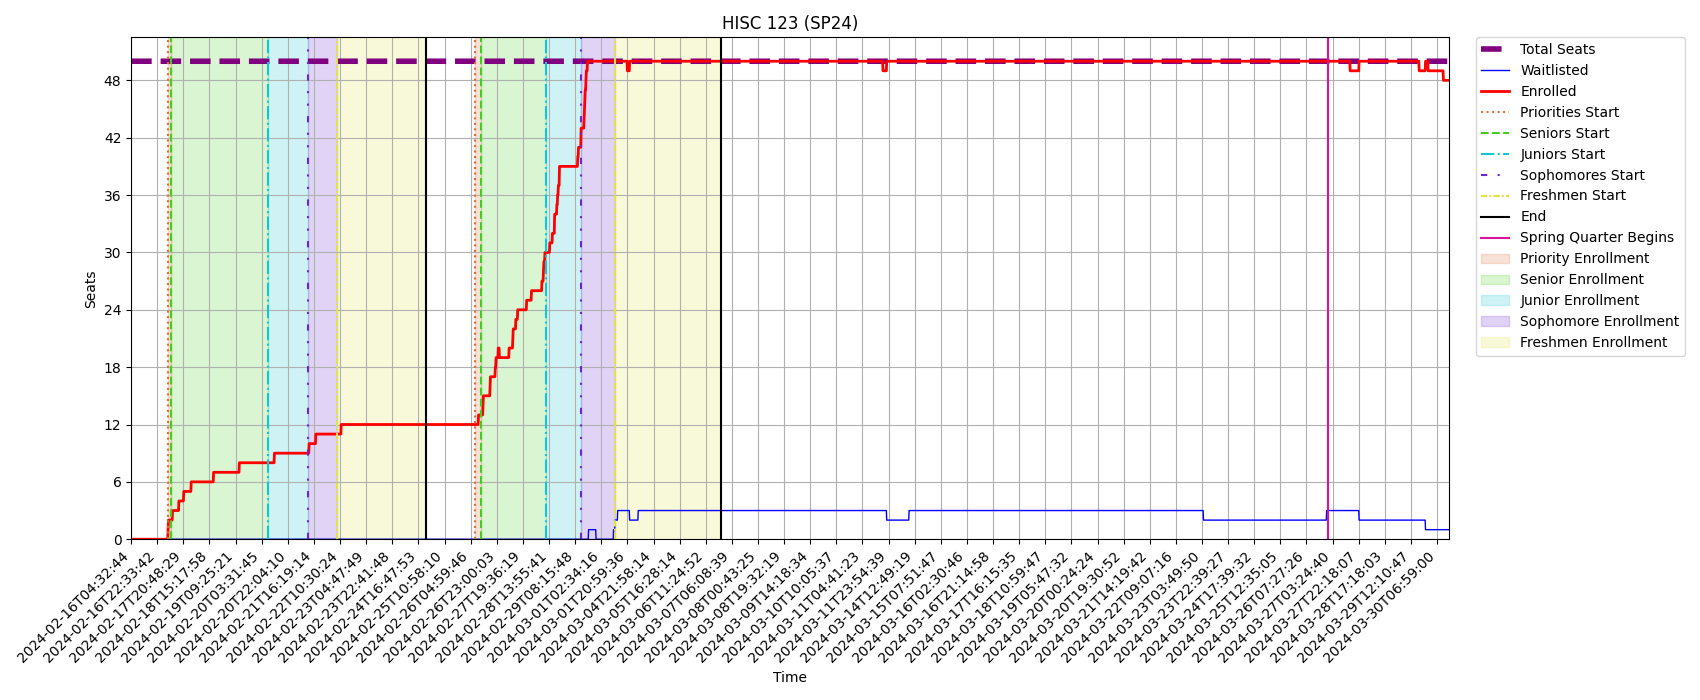 HISC 123 (SP24)
Seats
48
42
36
30
24
18
12
6
0
2024-02-16T04:32:44
2024-02-16T22:33:42
2024-02-17T20:48:29
2024-02-18T15:17:58
2024-02-19T09:25:21
2024-02-20T03:31:45
2024-02-20T22:04:10
2024-02-21T16:19:14
2024-02-22T10:30:24
2024-02-23T04:47:49
2024-02-23T22:41:48
2024-02-24T16:47:53
2024-02-25T10:58:10
2024-02-26T04:59:46
2024-02-26T23:00:03
2024-02-27T19:36:19
2024-02-28T13:55:41
2024-02-29T08:15:48
2024-03-01T02:34:16
2024-03-01T20:59:36
2024-03-04T21:58:14
2024-03-05T16:28:14
2024-03-06T11:24:52
2024-03-07T06:08:39
2024-03-08T00:43:25
2024-03-08T19:32:19
2024-03-09T14:18:34
2024-03-10T10:05:37
2024-03-11T04:41:23
2024-03-11T23:54:39
2024-03-14T12:49:19
2024-03-15T07:51:47
2024-03-16T02:30:46
2024-03-16T21:14:58
2024-03-17T16:15:35
2024-03-18T10:59:47
2024-03-19T05:47:32
2024-03-20T00:24:24
2024-03-20T19:30:52
2024-03-21T14:19:42
2024-03-22T09:07:16
2024-03-23T03:49:50
2024-03-23T22:39:27
2024-03-24T17:39:32
2024-03-25T12:35:05
2024-03-26T07:27:26
2024-03-27T03:24:40
2024-03-27T22:18:07
2024-03-28T17:18:03
2024-03-29T12:10:47
2024-03-30T06:59:00
Time
Total Seats
Waitlisted
Enrolled
Priorities Start
Seniors Start
Juniors Start
Sophomores Start
Freshmen Start
End
Spring Quarter Begins
Priority Enrollment
Senior Enrollment
Junior Enrollment
Sophomore Enrollment
Freshmen Enrollment